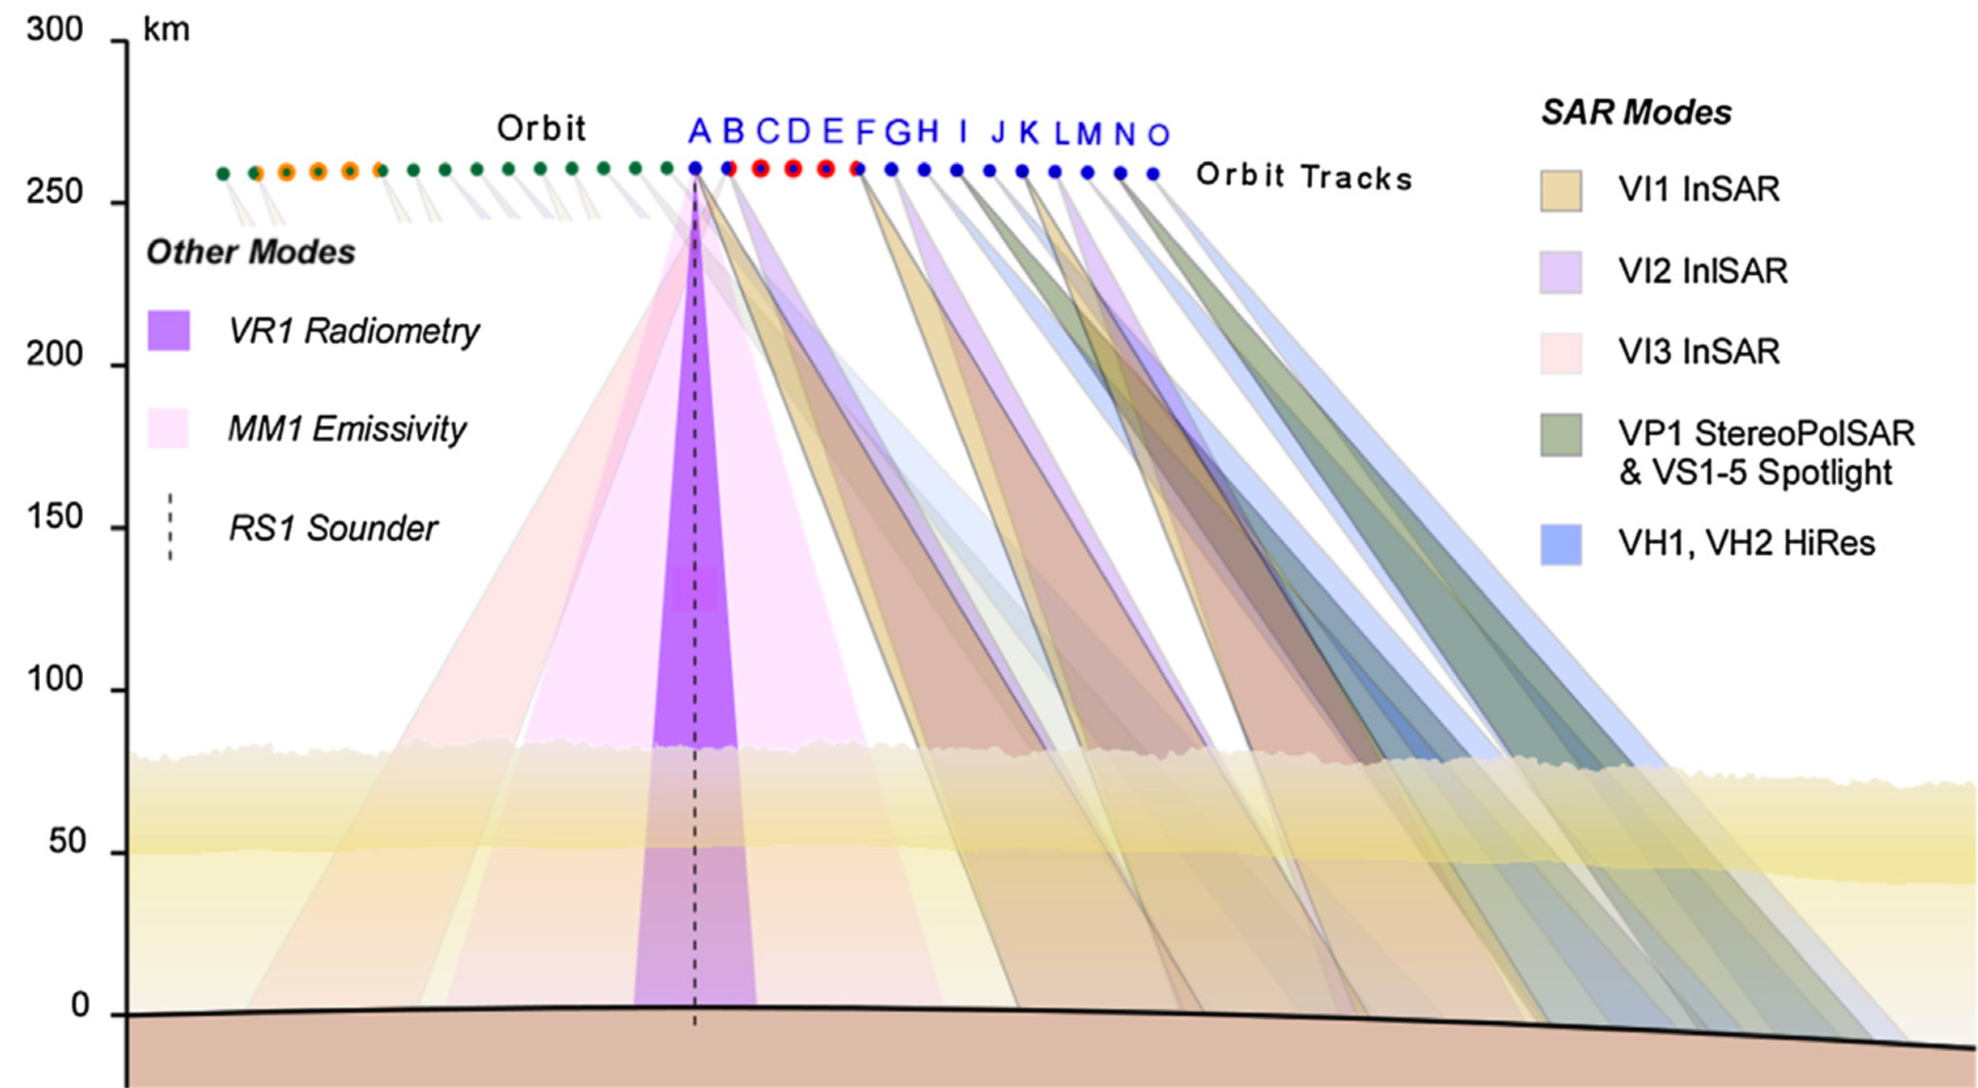 300 km
250
200
150
100
50
0
Orbit
A B C D E F G H I J K L M N O
Orbit Tracks
Other Modes
VR1 Radiometry
MM1 Emissivity
RS1 Sounder
SAR Modes
VI1 InSAR
VI2 InISAR
VI3 InSAR
VP1 StereoPolSAR
& VS1-5 Spotlight
VH1, VH2 HiRes